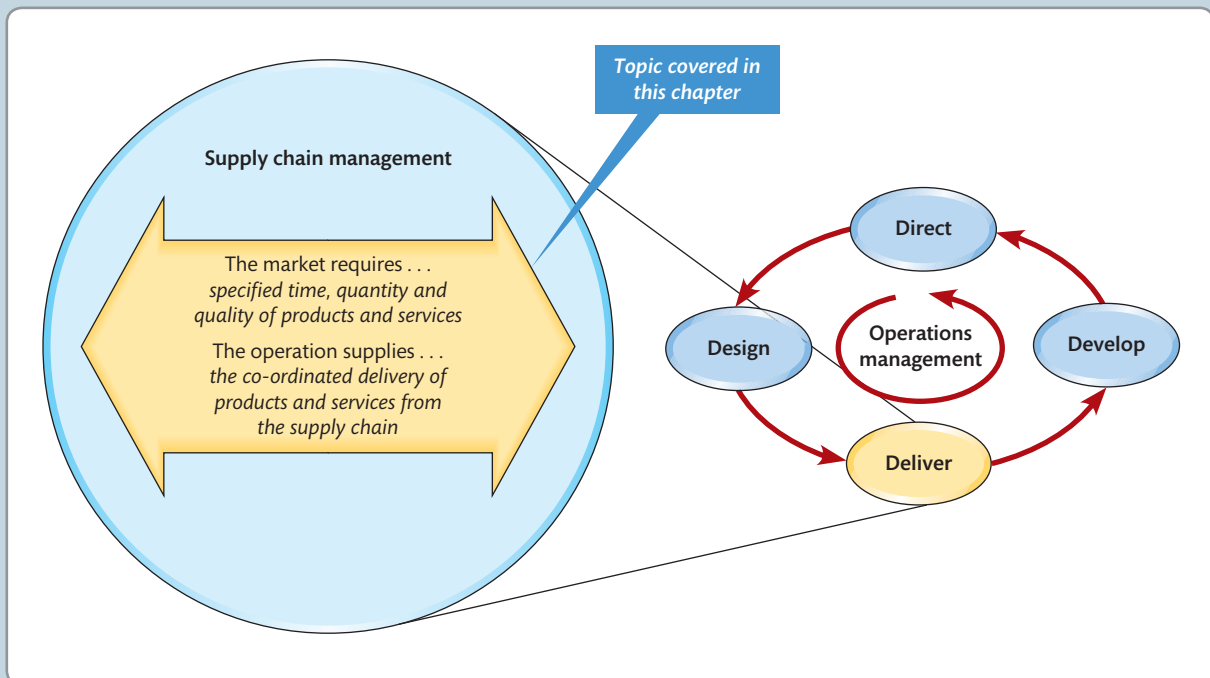 Topic covered in
this chapter
Supply chain management
The market requires . . .
specified time, quantity and
quality of products and services
The operation supplies . . .
the co-ordinated delivery of
products and services from
the supply chain
Direct
Design
Operations
management
Develop
Deliver